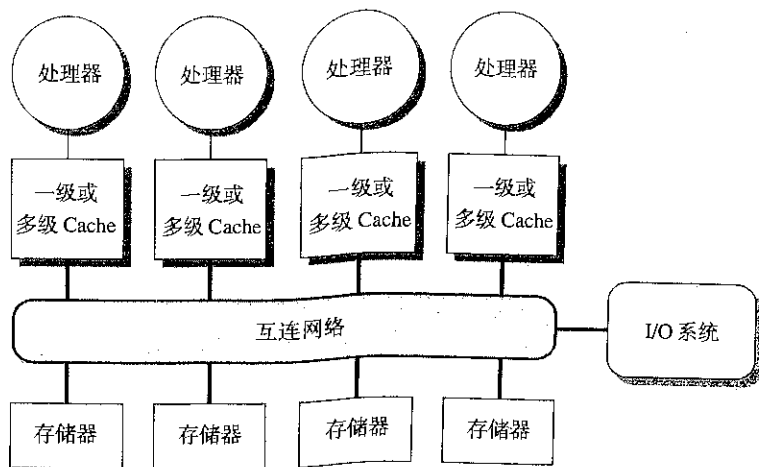 处理器
处理器
处理器
处理器
一级或
多级 Cache
一级或
多级 Cache
一级或
多级 Cache
一级或
多级 Cache
互连网络
I/O 系统
存储器
存储器
存储器
存储器